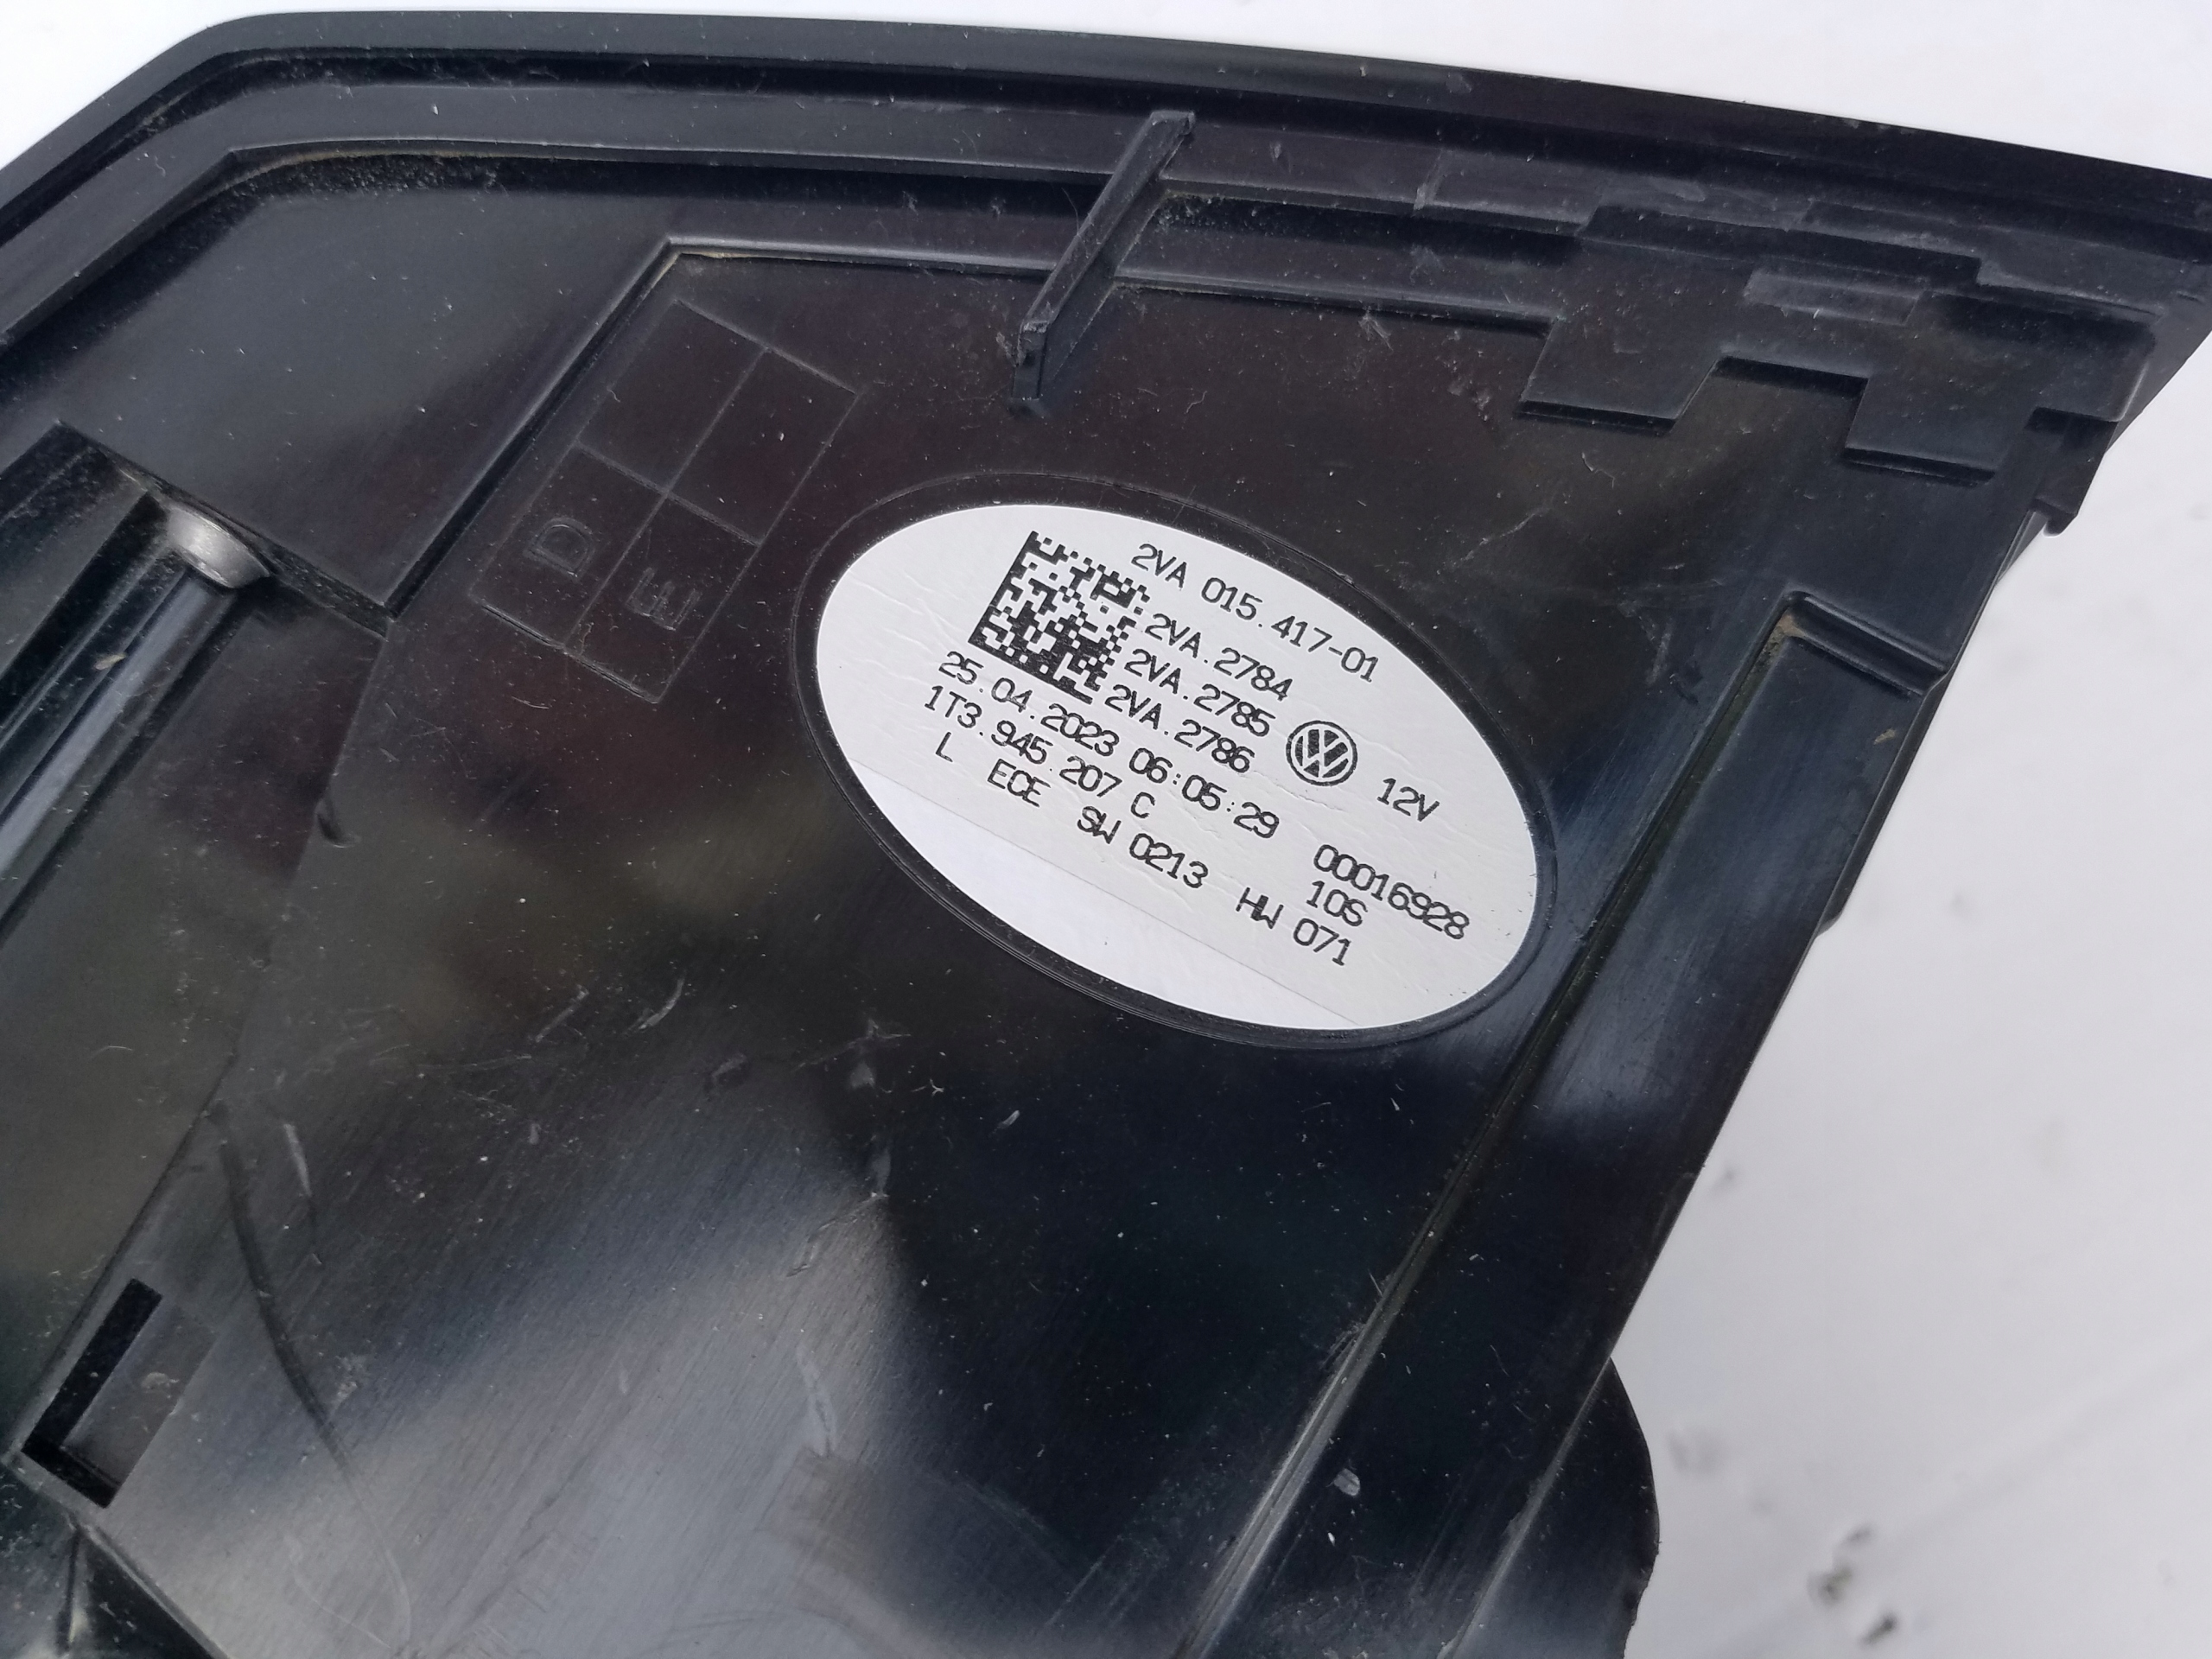 D
E
2VA 015.417-01
2VA.2784
2VA.2785
2VA.2786
12V
25.04.2023 06:05:29 00016928
1T3.945.207 C 10S
L ECE SW 0213 HW 071